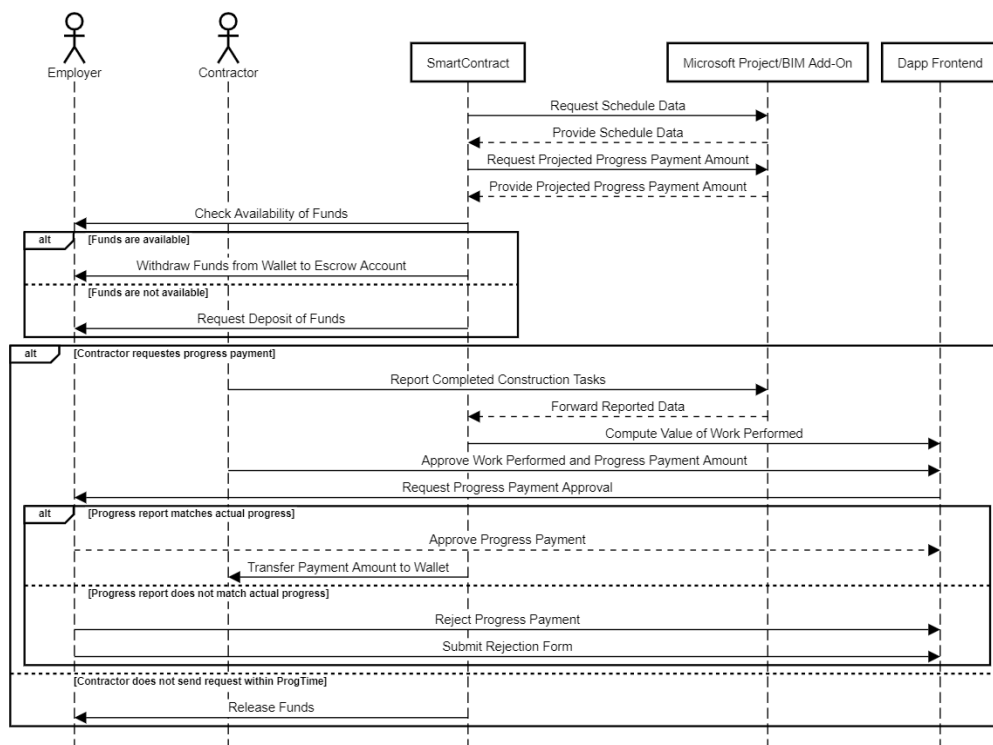 Employer
Contractor
SmartContract
Microsoft Project/BIM Add-On
Dapp Frontend
Request Schedule Data
Provide Schedule Data
Request Projected Progress Payment Amount
Provide Projected Progress Payment Amount
Check Availability of Funds
alt
[Funds are available]
Withdraw Funds from Wallet to Escrow Account
[Funds are not available]
Request Deposit of Funds
alt
[Contractor requestes progress payment]
Report Completed Construction Tasks
Forward Reported Data
Compute Value of Work Performed
Approve Work Performed and Progress Payment Amount
Request Progress Payment Approval
alt
[Progress report matches actual progress]
Approve Progress Payment
Transfer Payment Amount to Wallet
[Progress report does not match actual progress]
Reject Progress Payment
Submit Rejection Form
[Contractor does not send request within ProgTime]
Release Funds